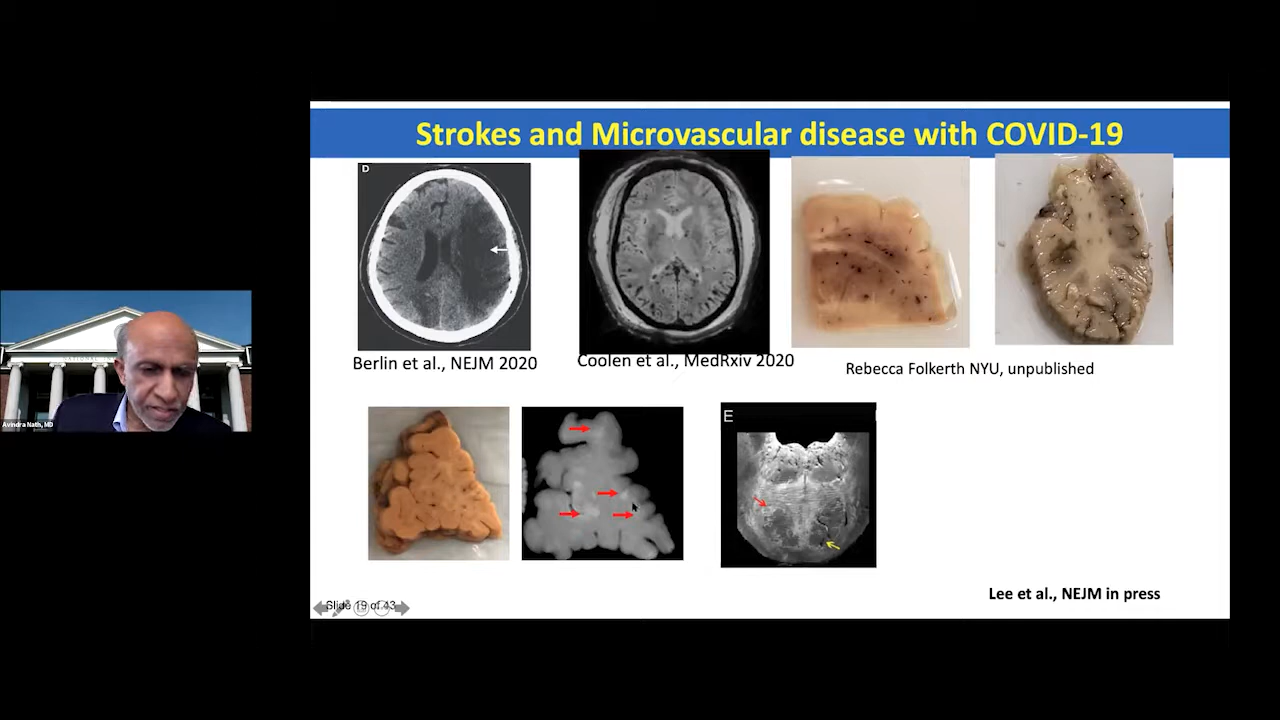 Strokes and Microvascular disease with COVID-19
D
Berlin et al., NEJM 2020
Coolen et al., MedRxiv 2020
Rebecca Folkerth NYU, unpublished
Avindra Nath, MD
E
Lee et al., NEJM in press
Slide 19 of 43